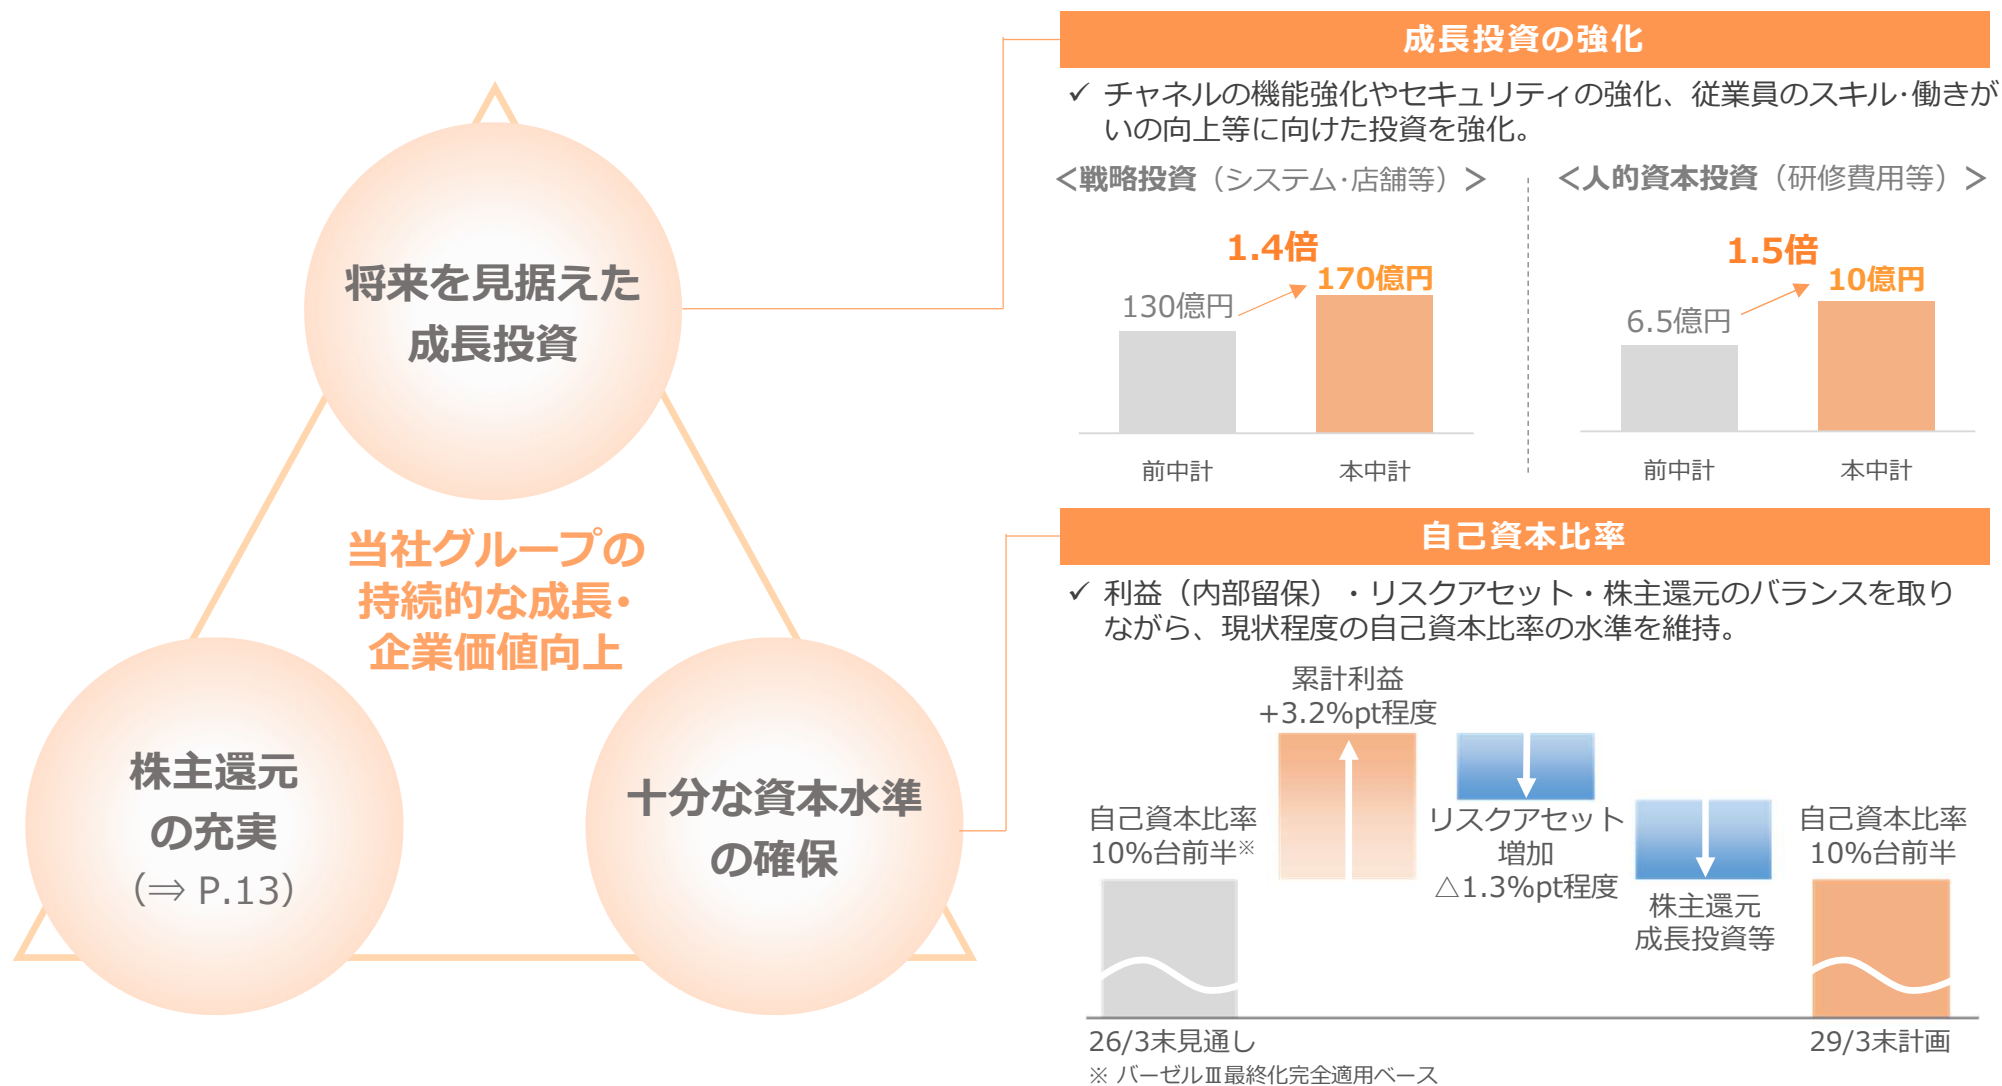 将来を見据えた
成長投資
当社グループの
持続的な成長・
企業価値向上
株主還元
の充実
(⇒ P.13)
十分な資本水準
の確保
成長投資の強化
✓ チャネルの機能強化やセキュリティの強化、従業員のスキル・働きが
いの向上等に向けた投資を強化。
＜戦略投資（システム・店舗等）＞
1.4倍
130億円
170億円
前中計
本中計
＜人的資本投資（研修費用等）＞
1.5倍
6.5億円
10億円
前中計
本中計
自己資本比率
✓ 利益（内部留保）・リスクアセット・株主還元のバランスを取り
ながら、現状程度の自己資本比率の水準を維持。
自己資本比率
10%台前半※
累計利益
+3.2%pt程度
リスクアセット
増加
△1.3%pt程度
株主還元
成長投資等
自己資本比率
10%台前半
26/3末見通し
29/3末計画
※ バーゼルⅢ最終化完全適用ベース